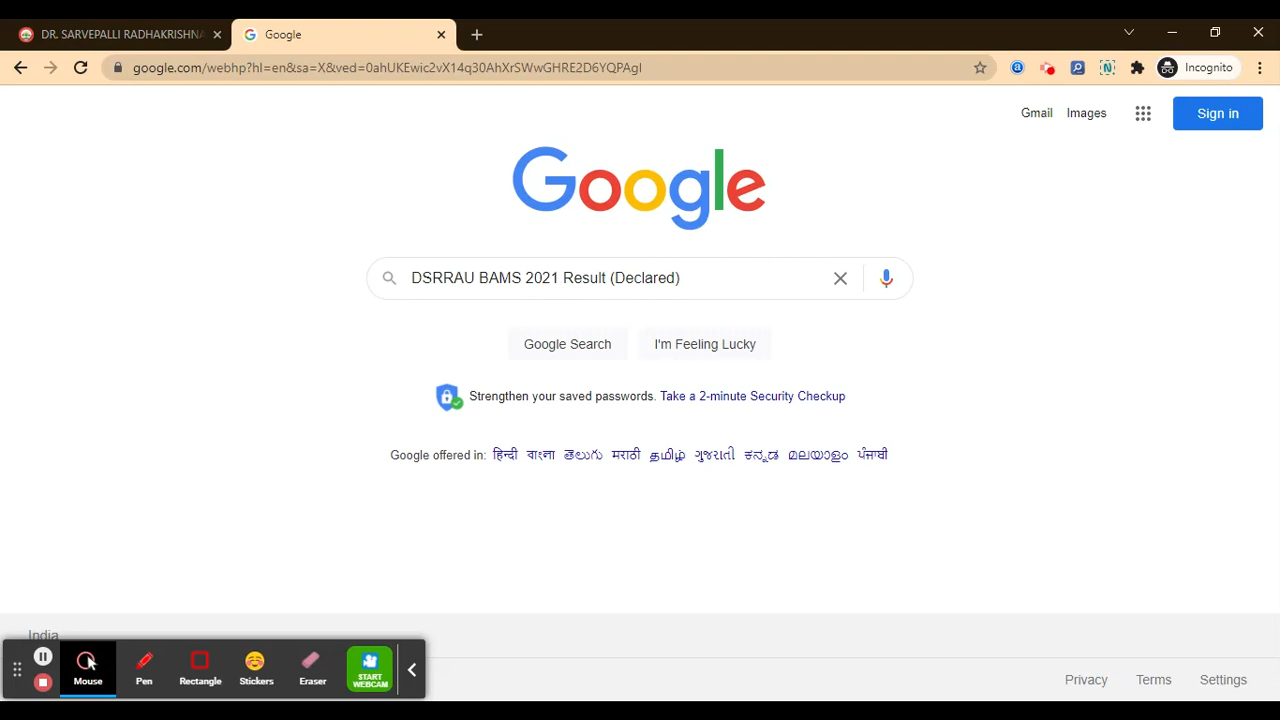 DR. SARVEPALLI RADHAKRISHNA
Google
google.com/webhp?hl=en&sa=X&ved=0ahUKEwic2vX14q30AhXrSWwGHRE2D6YQPAgI
Incognito
Gmail Images
Sign in
Google
DSRRAU BAMS 2021 Result (Declared)
Google Search I'm Feeling Lucky
Strengthen your saved passwords. Take a 2-minute Security Checkup
Google offered in: हिन्दी বাংলা తెలుగు मराठी தமிழ் ગુજરાતી ಕನ್ನಡ മലയാളം ਪੰਜਾਬੀ
India
Mouse Pen Rectangle Stickers Eraser START WEBCAM
Privacy Terms Settings